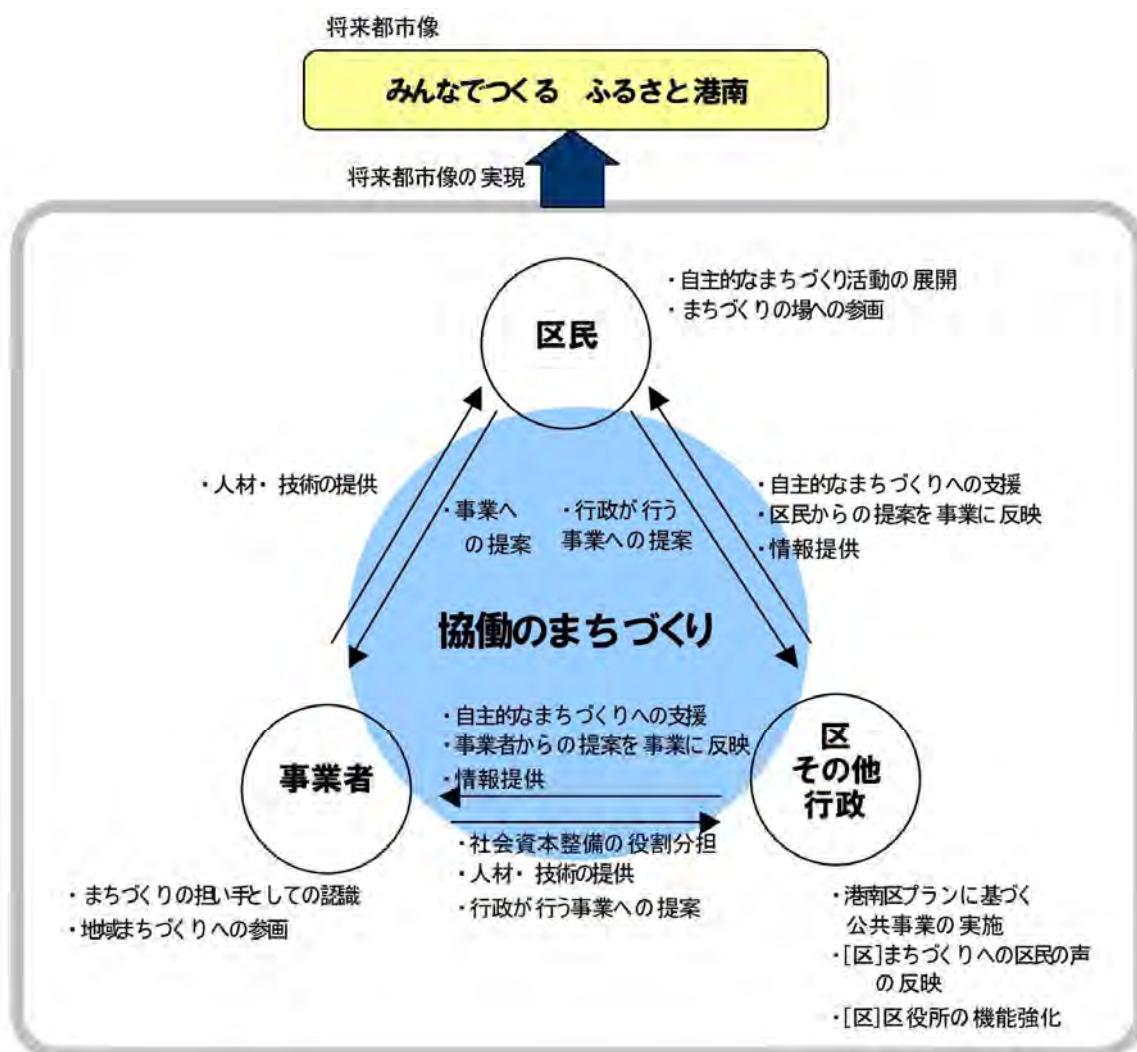 将来都市像
みんなでつくる ふるさと港南
将来都市像の実現
区民
・自主的なまちづくり活動の展開
・まちづくりの場への参画
・人材・技術の提供
・事業へ
の提案
・行政が行う
事業への提案
・自主的なまちづくりへの支援
・区民からの提案を事業に反映
・情報提供
協働のまちづくり
・自主的なまちづくりへの支援
・事業者からの提案を事業に反映
・情報提供
事業者
区
その他
行政
・社会資本整備の役割分担
・人材・技術の提供
・行政が行う事業への提案
・まちづくりの担い手としての認識
・地域まちづくりへの参画
・港南区プランに基づく
公共事業の実施
・[区]まちづくりへの区民の声
の反映
・[区]区役所の機能強化